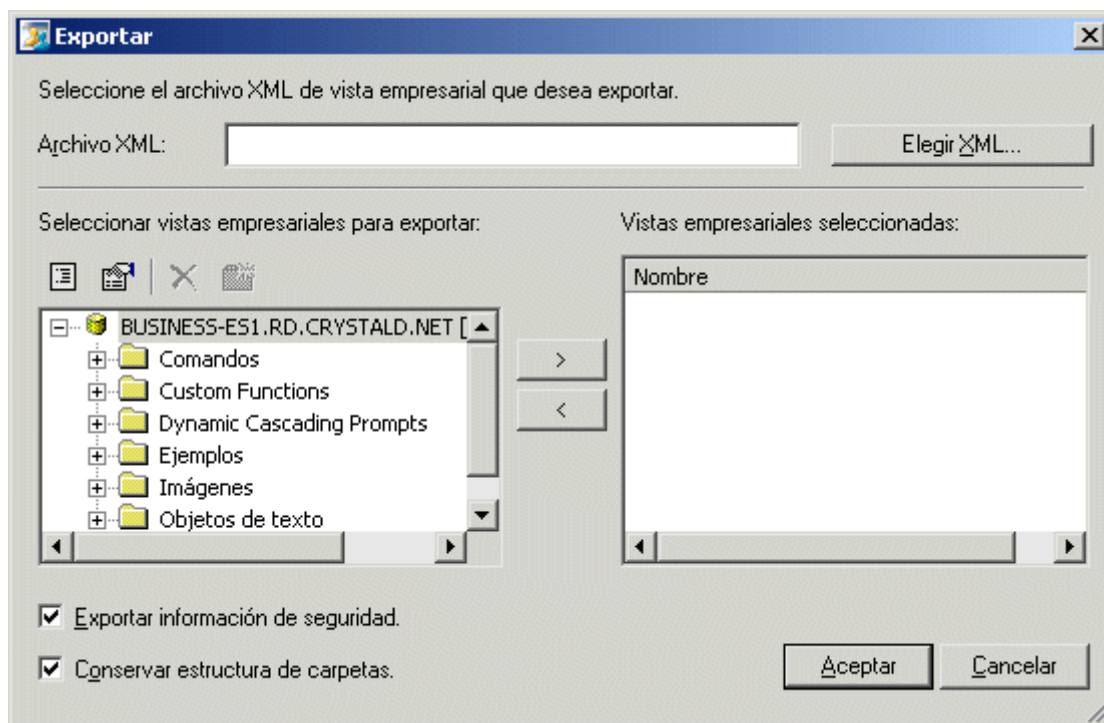 Exportar
Seleccione el archivo XML de vista empresarial que desea exportar.
Archivo XML:
Elegir XML...
Seleccionar vistas empresariales para exportar:
Vistas empresariales seleccionadas:
Nombre
BUSINESS-ES1.RD.CRYSTALD.NET [
Comandos
>
Custom Functions
<
Dynamic Cascading Prompts
Ejemplos
Imágenes
Objetos de texto
Exportar información de seguridad.
Conservar estructura de carpetas.
Aceptar
Cancelar